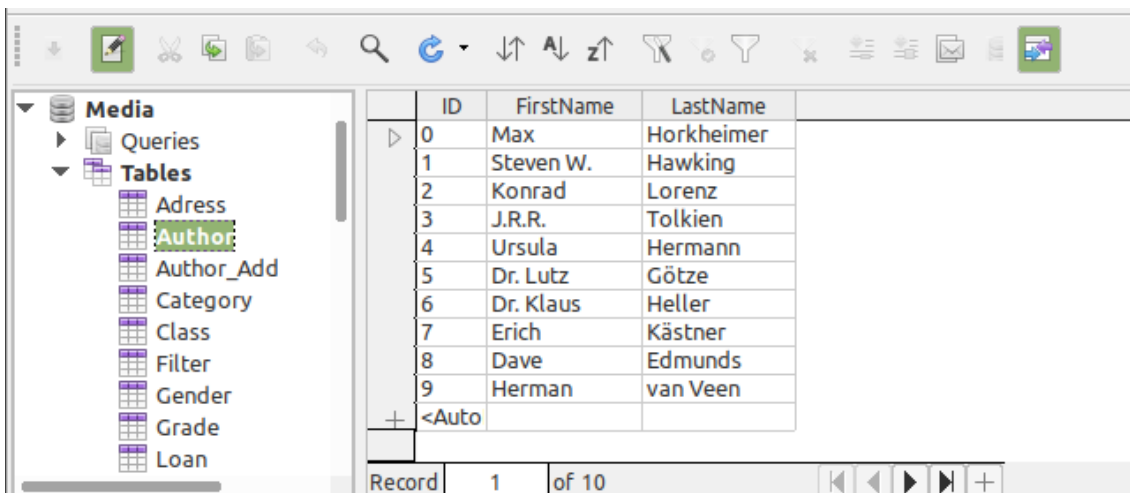 Media
Queries
Tables
Adress
Author
Author_Add
Category
Class
Filter
Gender
Grade
Loan
ID FirstName LastName
0 Max Horkheimer
1 Steven W. Hawking
2 Konrad Lorenz
3 J.R.R. Tolkien
4 Ursula Hermann
5 Dr. Lutz Götze
6 Dr. Klaus Heller
7 Erich Kästner
8 Dave Edmunds
9 Herman van Veen
<Auto
Record 1 of 10